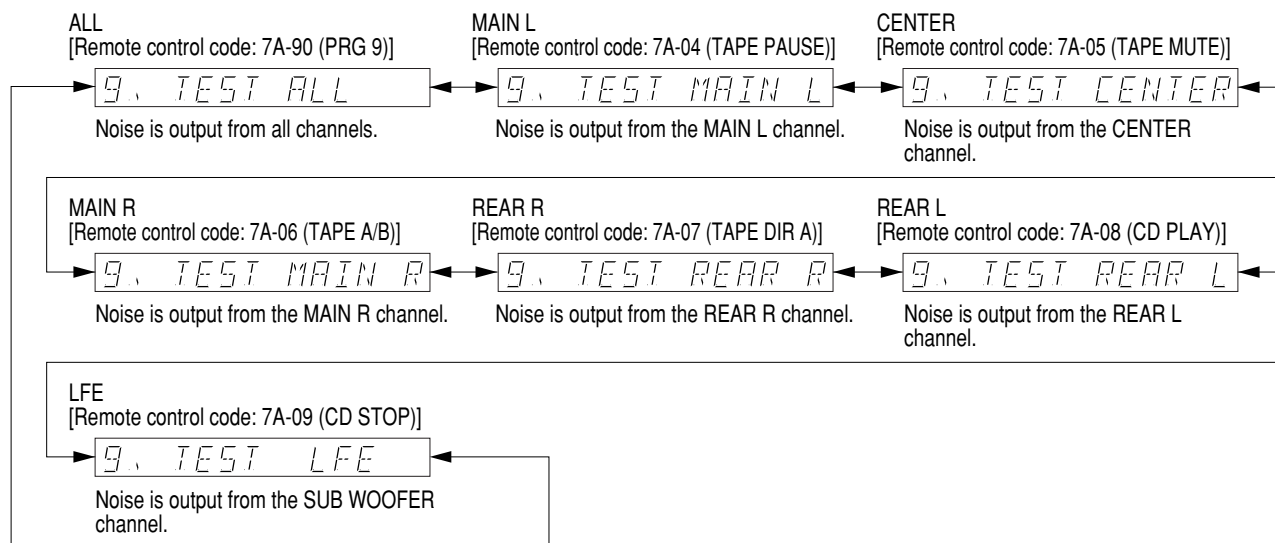 ALL
[Remote control code: 7A-90 (PRG 9)]
9. TEST ALL
Noise is output from all channels.
MAIN L
[Remote control code: 7A-04 (TAPE PAUSE)]
9. TEST MAIN L
Noise is output from the MAIN L channel.
CENTER
[Remote control code: 7A-05 (TAPE MUTE)]
9. TEST CENTER
Noise is output from the CENTER
channel.
MAIN R
[Remote control code: 7A-06 (TAPE A/B)]
9. TEST MAIN R
Noise is output from the MAIN R channel.
REAR R
[Remote control code: 7A-07 (TAPE DIR A)]
9. TEST REAR R
Noise is output from the REAR R channel.
REAR L
[Remote control code: 7A-08 (CD PLAY)]
9. TEST REAR L
Noise is output from the REAR L
channel.
LFE
[Remote control code: 7A-09 (CD STOP)]
9. TEST LFE
Noise is output from the SUB WOOFER
channel.